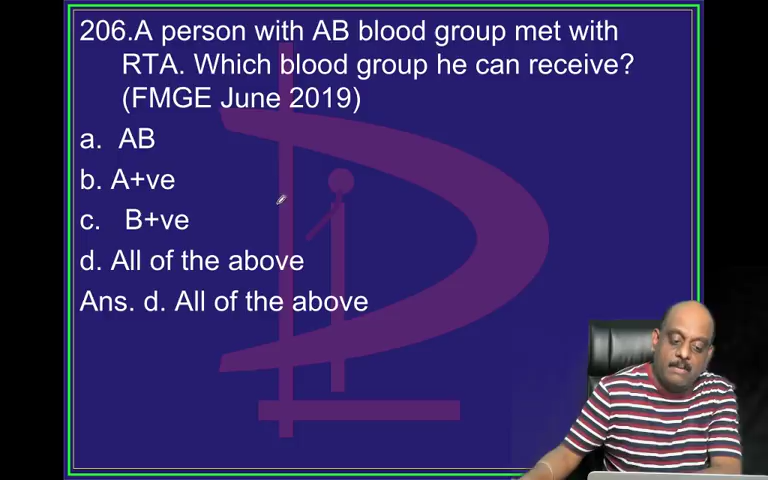 206.A person with AB blood group met with
RTA. Which blood group he can receive?
(FMGE June 2019)
a. AB
b. A+ve
c. B+ve
d. All of the above
Ans. d. All of the above